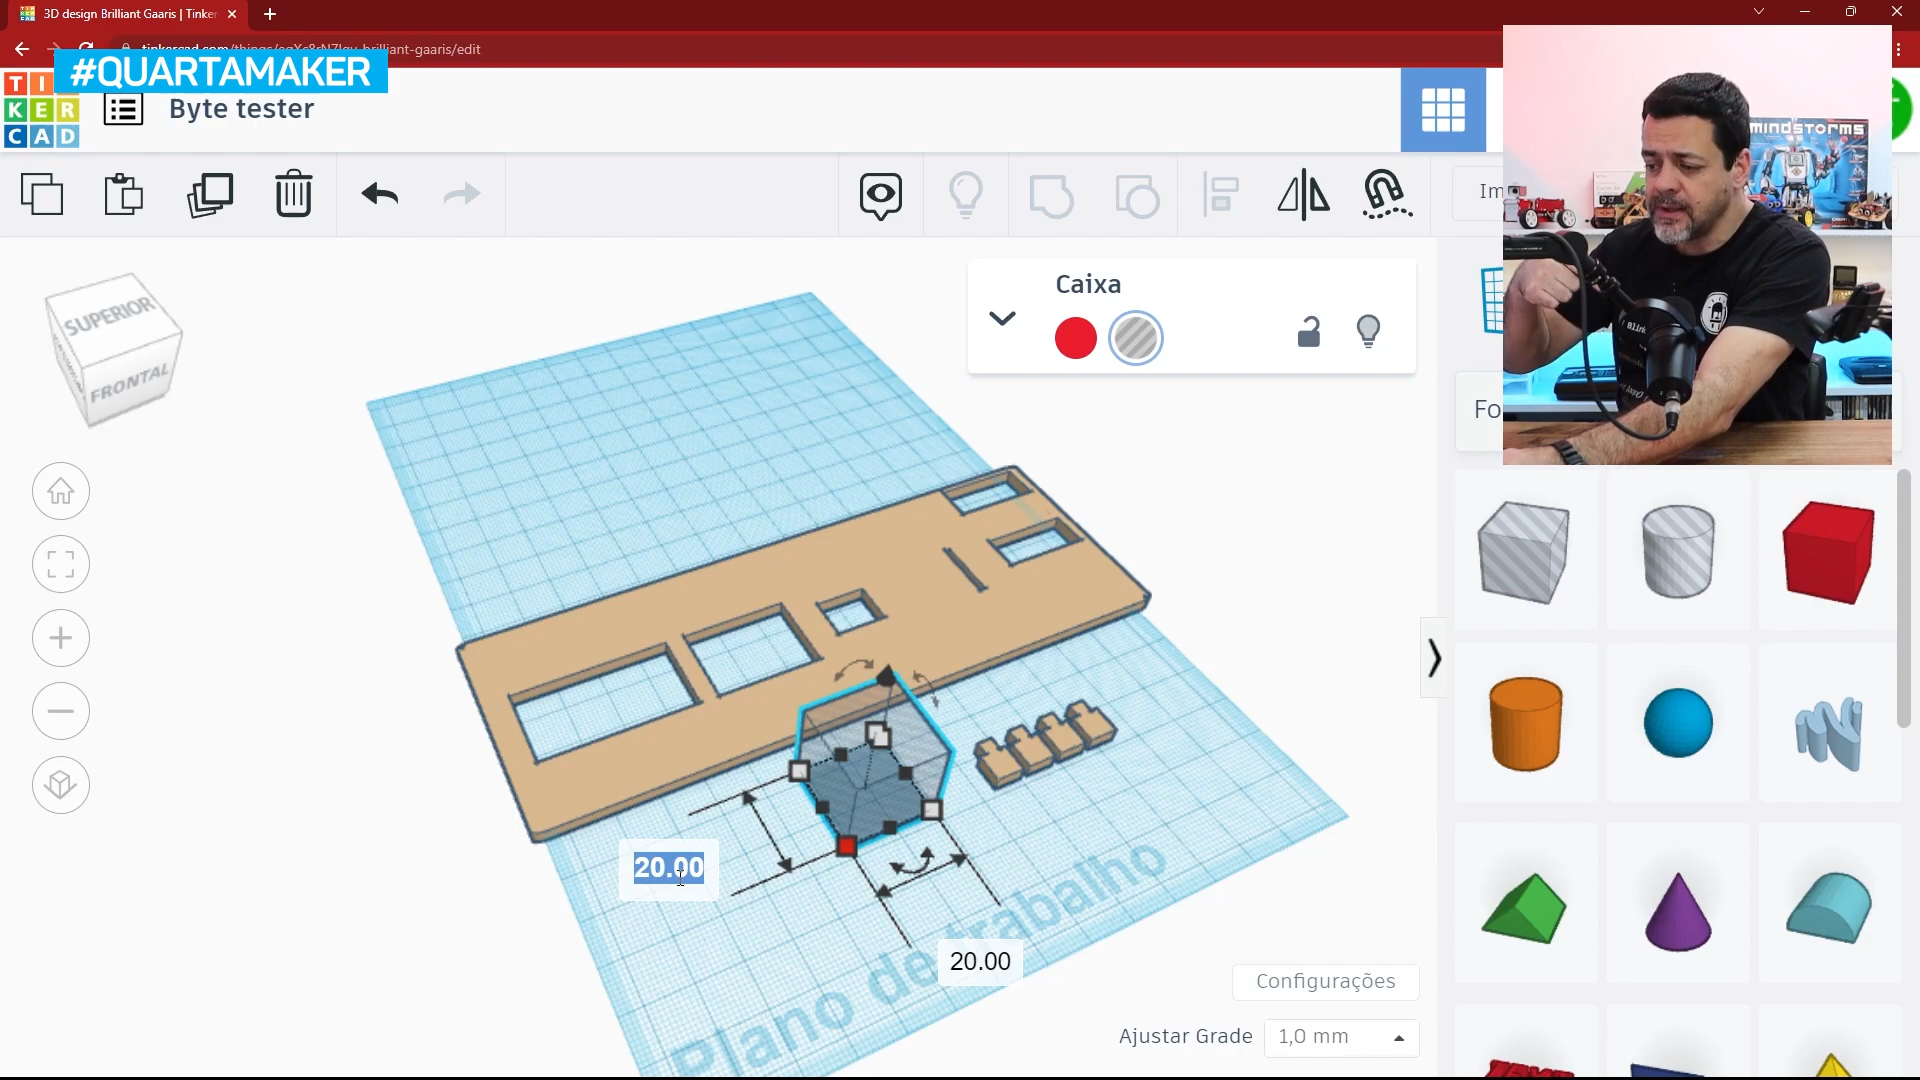 3D design Brilliant Gaaris | Tinker
brilliant-gaaris/edit
#QUARTAMAKER
TINKERCAD
Byte tester
SUPERIOR
FRONTAL
Caixa
MINDSTORMS
Im
Fo
20.00
20.00
Plano de trabalho
Configurações
Ajustar Grade
1,0 mm